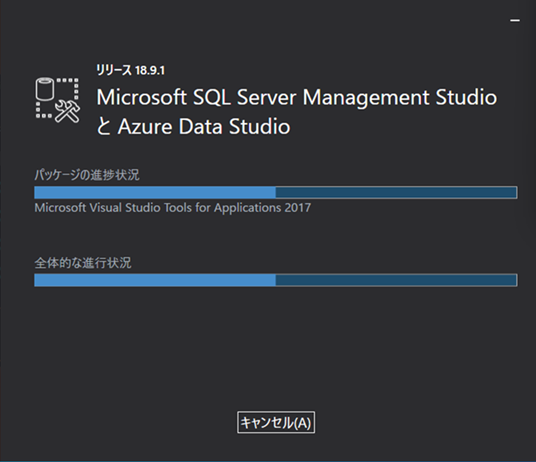 リリース 18.9.1
Microsoft SQL Server Management Studio
と Azure Data Studio
パッケージの進捗状況
Microsoft Visual Studio Tools for Applications 2017
全体的な進行状況
キャンセル(A)